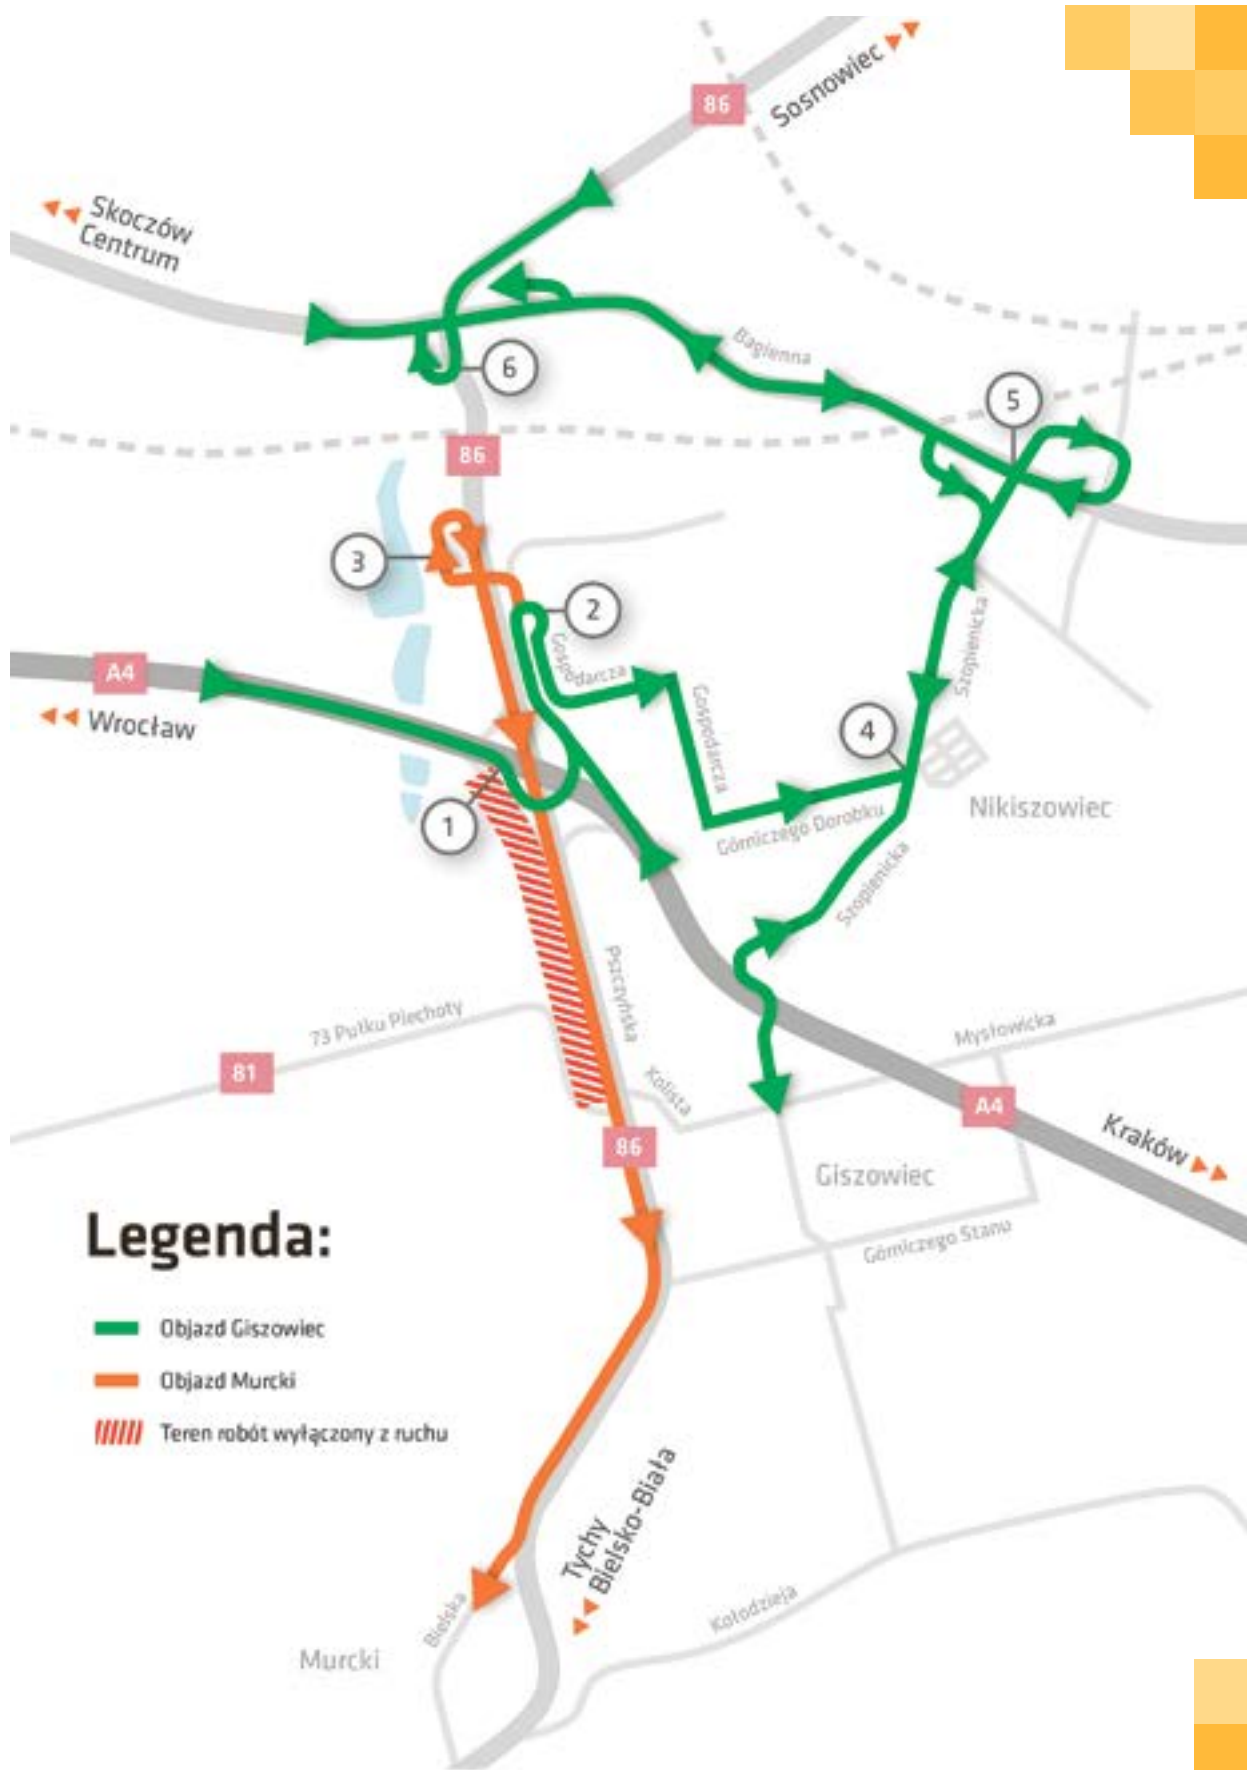 86
Sosnowiec
Skoczów
Centrum
Bagienna
6
5
86
3
2
Gospodarcza
Szopienicka
A4
Wrocław
Gospodarcza
4
Nikiszowiec
1
Górniczego Dorobku
Szopienicka
Pszczyńska
73 Pułku Piechoty
Mysłowicka
81
Kolista
A4
86
Kraków
Giszowiec
Górniczego Stanu
Legenda:
Objazd Giszowiec
Objazd Murcki
Teren robót wyłączony z ruchu
Tychy
Bielsko-Biała
Bielska
Kołodzieja
Murcki